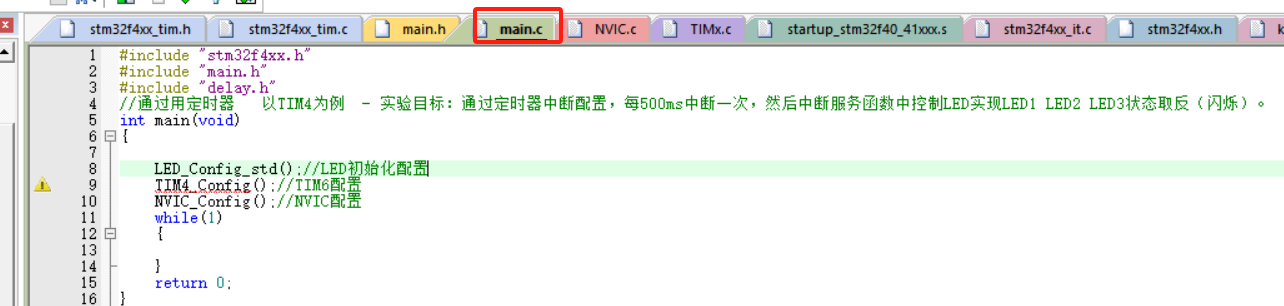 stm32f4xx_tim.h stm32f4xx_tim.c main.h main.c NVIC.c TIMx.c startup_stm32f40_41xxx.s stm32f4xx_it.c stm32f4xx.h k
1 #include "stm32f4xx.h"
2 #include "main.h"
3 #include "delay.h"
4 //通过用定时器 以TIM4为例 - 实验目标：通过定时器中断配置，每500ms中断一次，然后中断服务函数中控制LED实现LED1 LED2 LED3状态取反（闪烁）。
5 int main(void)
6 {
7
8 LED_Config_std();//LED初始化配置
9 TIM4_Config();//TIM6配置
10 NVIC_Config();//NVIC配置
11 while(1)
12 {
13
14 }
15 return 0;
16 }